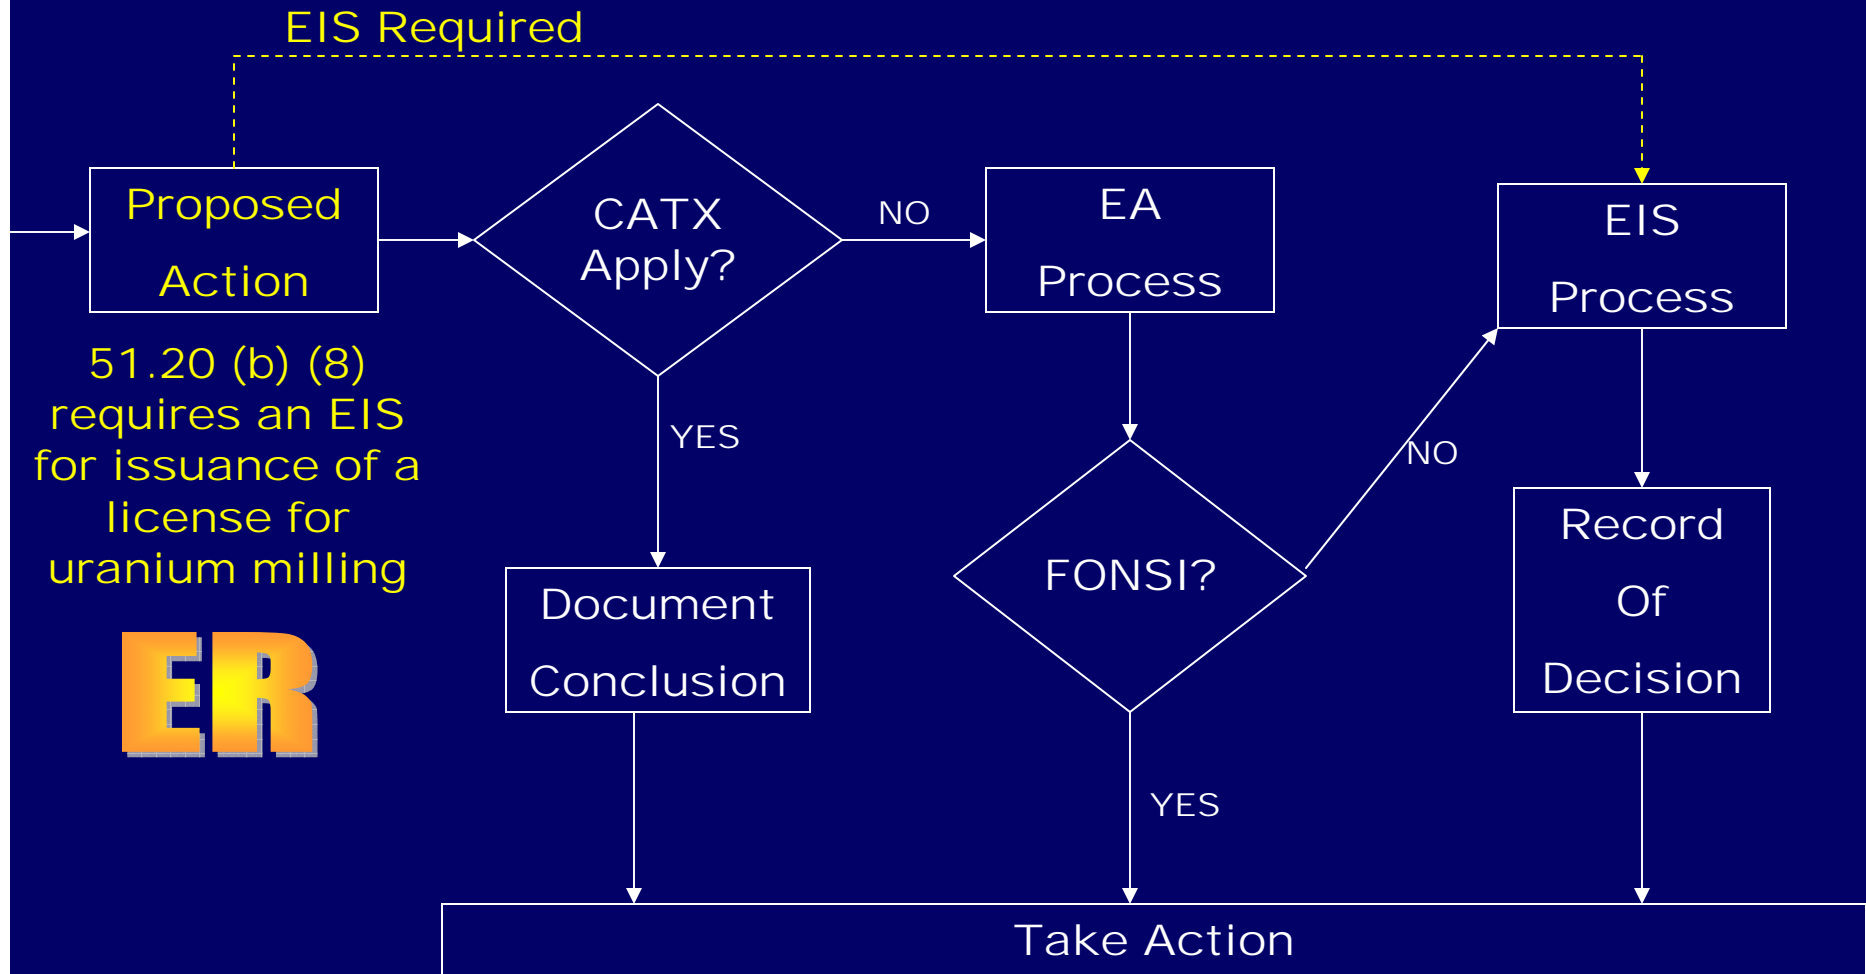 EIS Required
Proposed
Action
CATX
Apply?
NO
EA
Process
EIS
Process
51.20 (b) (8)
requires an EIS
for issuance of a
license for
uranium milling
YES
NO
ER
Document
Conclusion
FONSI?
Record
Of
Decision
YES
Take Action